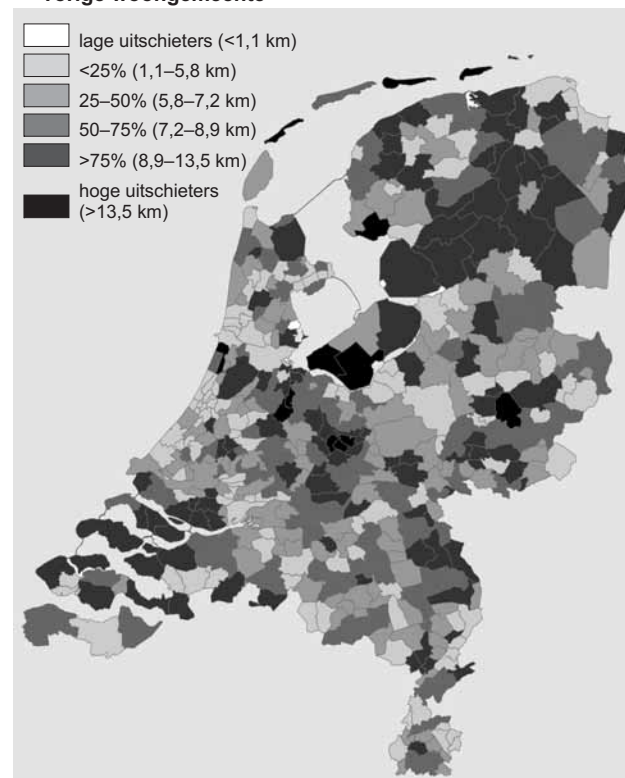 lage uitschieters (<1,1 km)
<25% (1,1–5,8 km)
25–50% (5,8–7,2 km)
50–75% (7,2–8,9 km)
>75% (8,9–13,5 km)
hoge uitschieters
(>13,5 km)